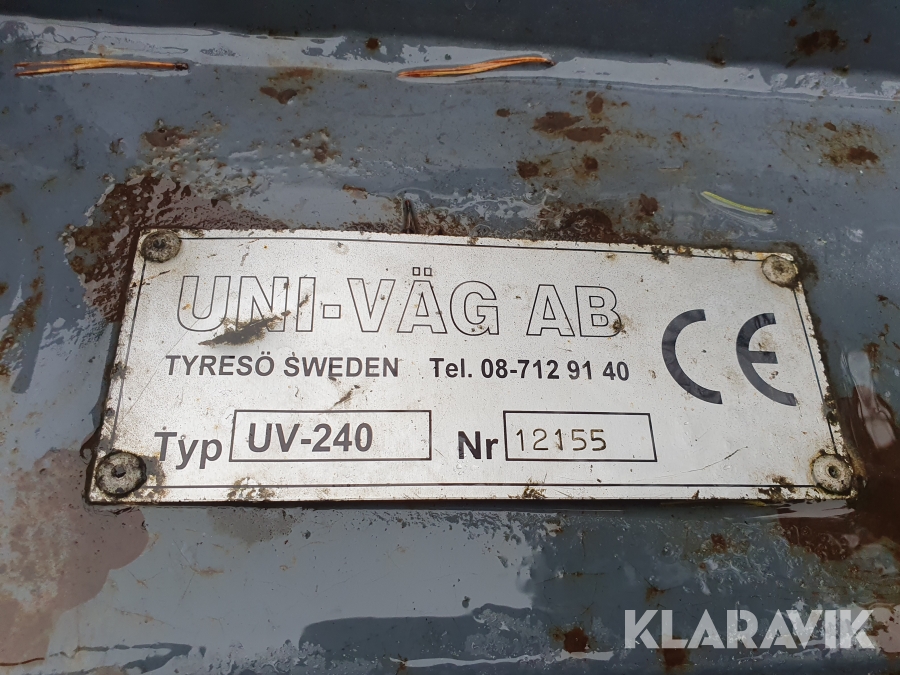 UNI-VÄG AB
TYRESÖ SWEDEN Tel. 08-712 91 40
CE
Typ UV-240 Nr 12155
KLARAVIK